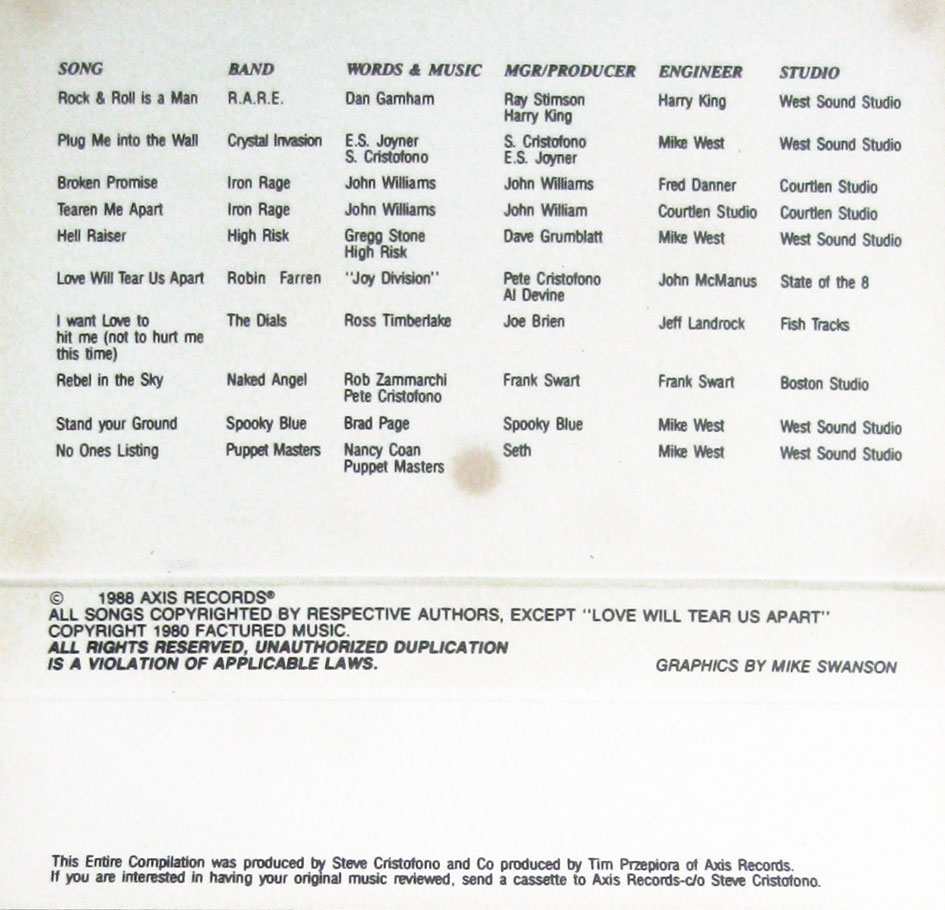 SONG BAND WORDS & MUSIC MGR/PRODUCER ENGINEER STUDIO
Rock & Roll is a Man R.A.R.E. Dan Garnham Ray Stimson Harry King West Sound Studio
Harry King
Plug Me into the Wall Crystal Invasion E.S. Joyner S. Cristofono Mike West West Sound Studio
S. Cristofono E.S. Joyner
Broken Promise Iron Rage John Williams John Williams Fred Danner Courtlen Studio
Tearen Me Apart Iron Rage John Williams John William Courtlen Studio Courtlen Studio
Hell Raiser High Risk Gregg Stone Dave Grumblatt Mike West West Sound Studio
High Risk
Love Will Tear Us Apart Robin Farren "Joy Division" Pete Cristofono John McManus State of the 8
Al Devine
I want Love to The Dials Ross Timberlake Joe Brien Jeff Landrock Fish Tracks
hit me (not to hurt me
this time)
Rebel in the Sky Naked Angel Rob Zammarchi Frank Swart Frank Swart Boston Studio
Pete Cristofono
Stand your Ground Spooky Blue Brad Page Spooky Blue Mike West West Sound Studio
No Ones Listing Puppet Masters Nancy Coan Seth Mike West West Sound Studio
Puppet Masters
© 1988 AXIS RECORDS®
ALL SONGS COPYRIGHTED BY RESPECTIVE AUTHORS, EXCEPT "LOVE WILL TEAR US APART"
COPYRIGHT 1980 FACTURED MUSIC.
ALL RIGHTS RESERVED, UNAUTHORIZED DUPLICATION
IS A VIOLATION OF APPLICABLE LAWS.
GRAPHICS BY MIKE SWANSON
This Entire Compilation was produced by Steve Cristofono and Co produced by Tim Przepiora of Axis Records.
If you are interested in having your original music reviewed, send a cassette to Axis Records-c/o Steve Cristofono.